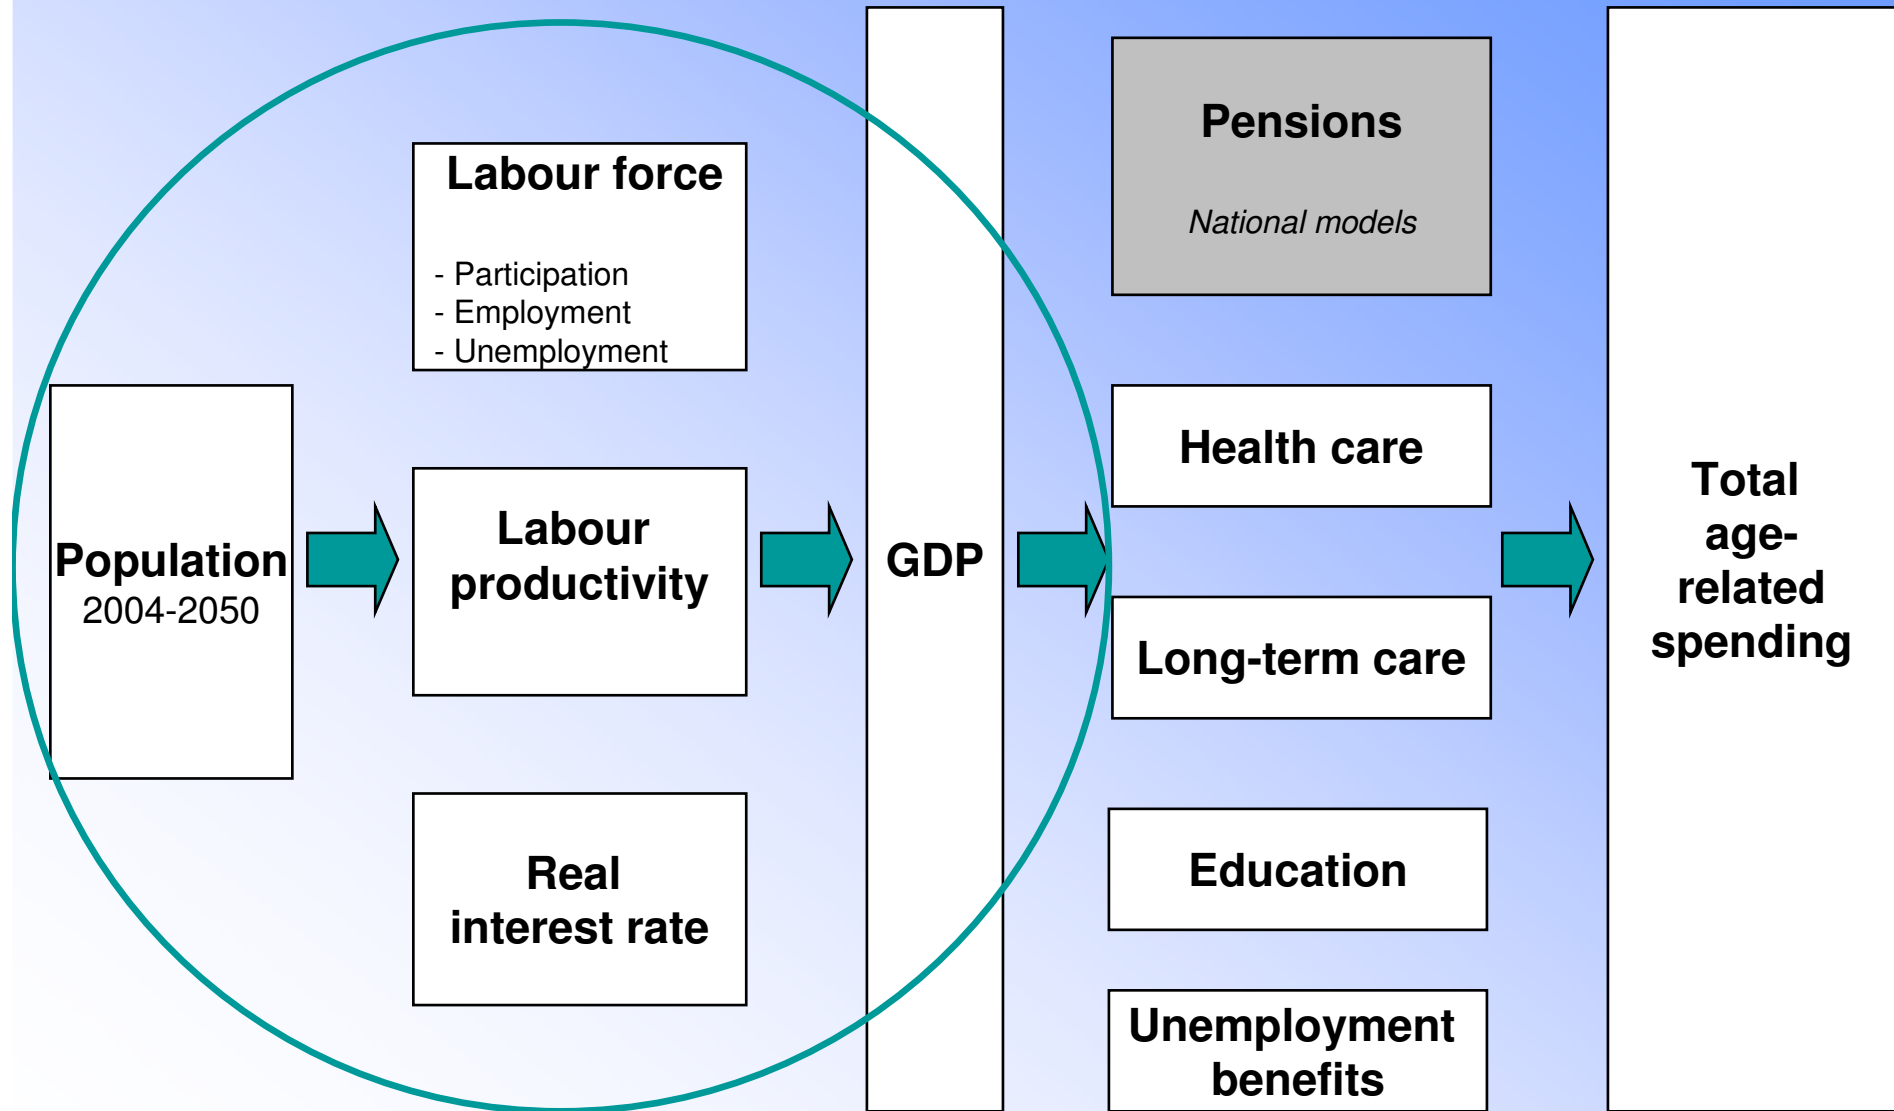 Population
2004-2050
Labour force
- Participation
- Employment
- Unemployment
Labour
productivity
Real
interest rate
GDP
Pensions
National models
Health care
Long-term care
Education
Unemployment
benefits
Total
age-
related
spending